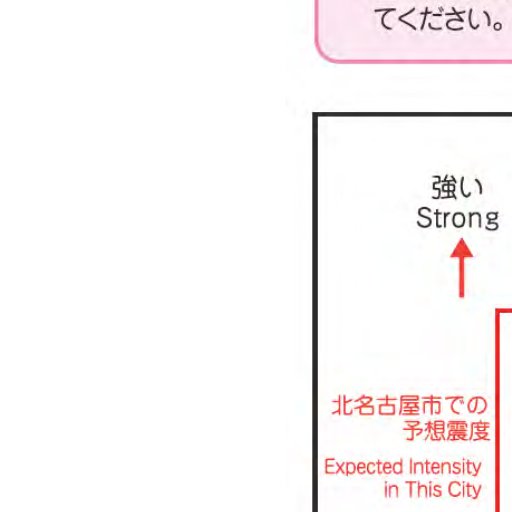 てください。
強い
Strong
北名古屋市での
予想震度
Expected Intensity
in This City